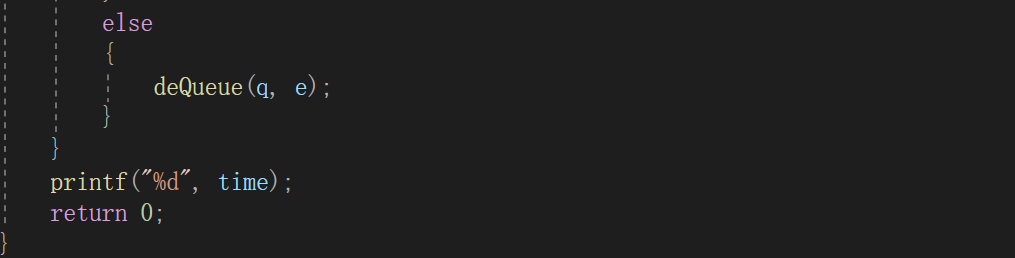 else
{
deQueue(q, e);
}
}
printf("%d", time);
return 0;
}